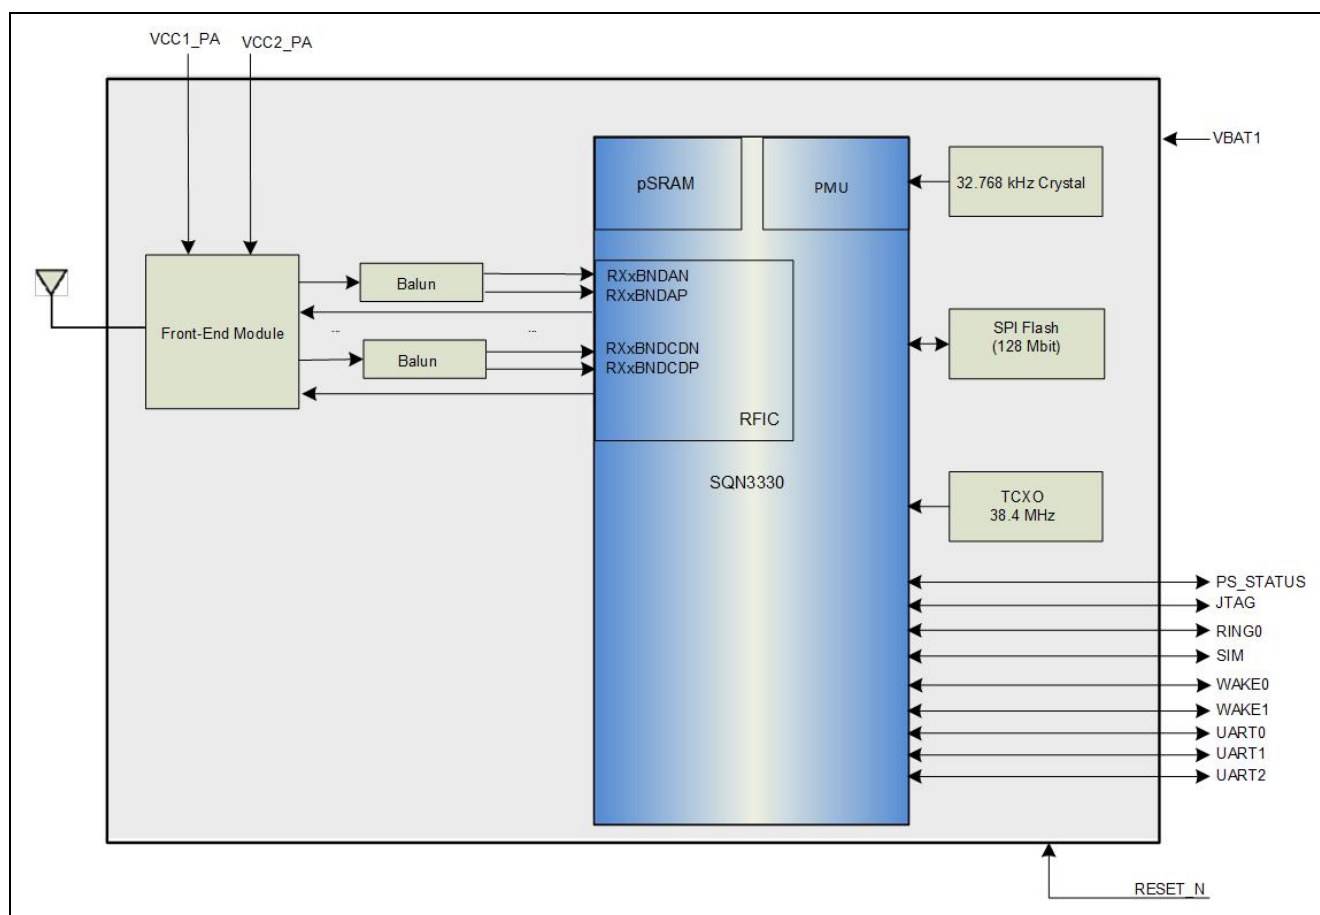 VCC1_PA
VCC2_PA
VBAT1
pSRAM
PMU
32.768 kHz Crystal
RXxBNDAN
RXxBNDAP
Balun
Front-End Module
...
...
SPI Flash
(128 Mbit)
RXxBNDCDN
RXxBNDCDP
Balun
RFIC
SQN3330
TCXO
38.4 MHz
PS_STATUS
JTAG
RING0
SIM
WAKE0
WAKE1
UART0
UART1
UART2
RESET_N